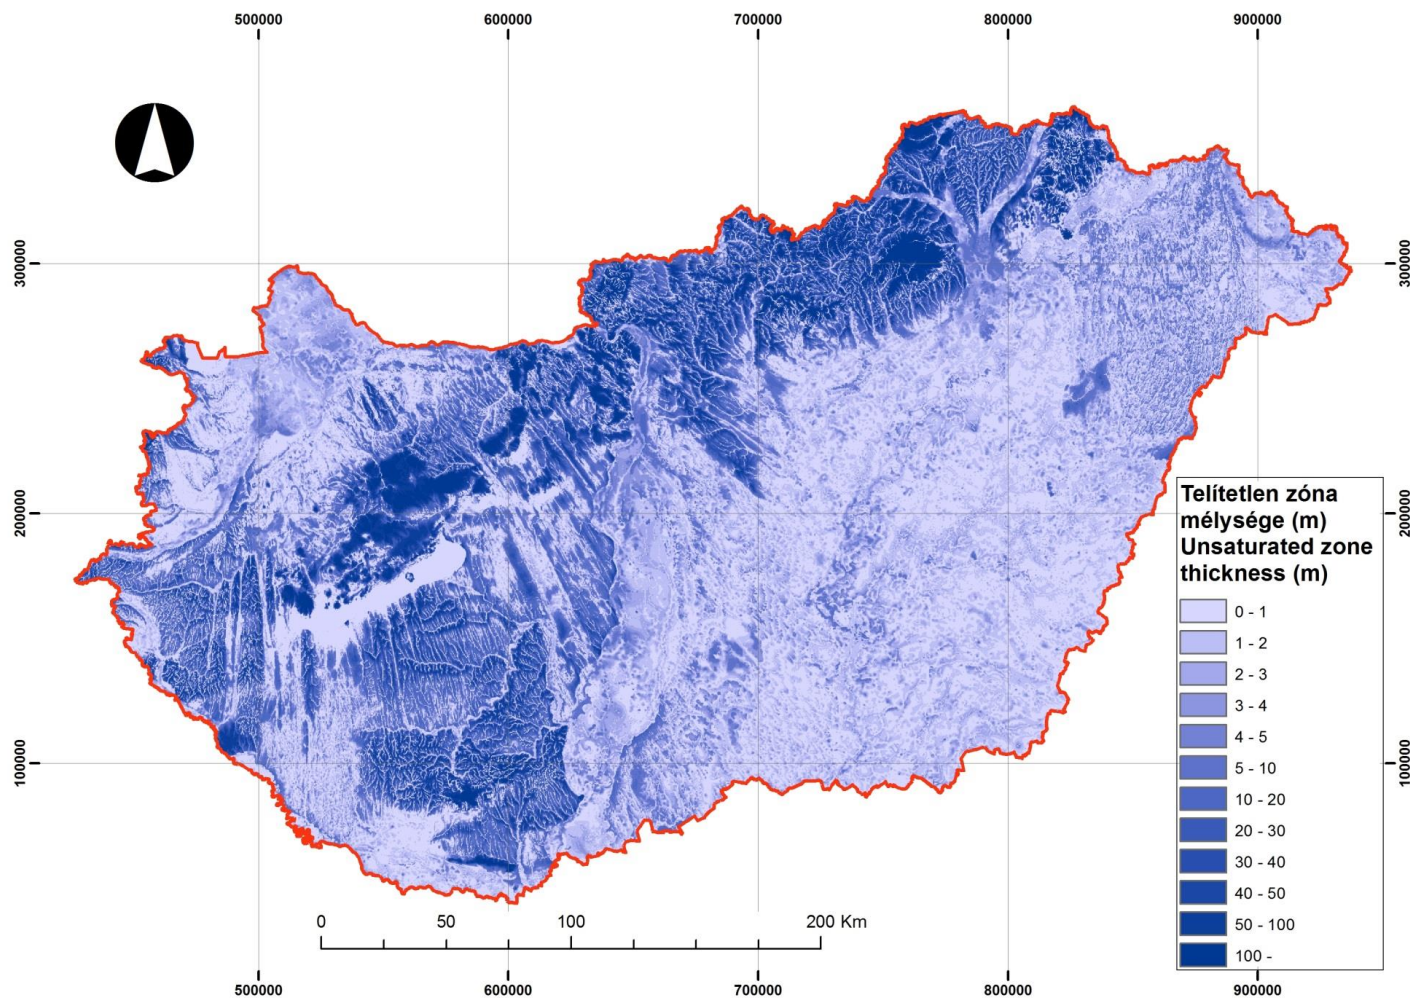 500000
600000
700000
800000
900000
300000
300000
200000
200000
100000
100000
Telítetlen zóna
mélysége (m)
Unsaturated zone
thickness (m)
0 - 1
1 - 2
2 - 3
3 - 4
4 - 5
5 - 10
10 - 20
20 - 30
30 - 40
40 - 50
50 - 100
100 -
0
50
100
200 Km
500000
600000
700000
800000
900000